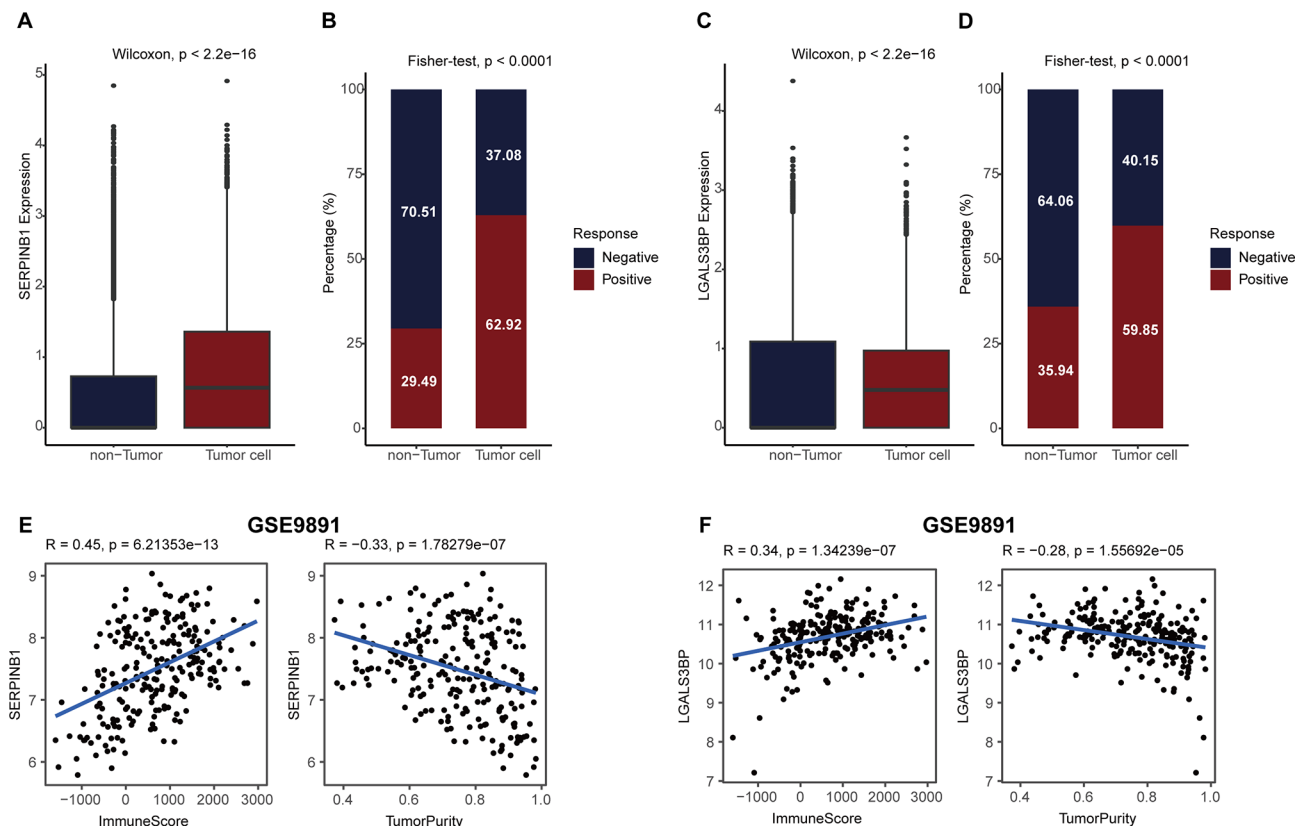 A
Wilcoxon, p < 2.2e−16
SERPINB1 Expression
5
4
3
2
1
0
non−Tumor
Tumor cell
B
Fisher-test, p < 0.0001
Percentage (%)
100
75
50
25
0
70.51
29.49
37.08
62.92
non−Tumor
Tumor cell
Response
Negative
Positive
C
Wilcoxon, p < 2.2e−16
LGALS3BP Expression
4
3
2
1
0
non−Tumor
Tumor cell
D
Fisher-test, p < 0.0001
Percentage (%)
100
75
50
25
0
64.06
35.94
40.15
59.85
non−Tumor
Tumor cell
Response
Negative
Positive
E
GSE9891
R = 0.45, p = 6.21353e−13
SERPINB1
9
8
7
6
−1000
0
1000
2000
3000
ImmuneScore
R = −0.33, p = 1.78279e−07
SERPINB1
9
8
7
6
0.4
0.6
0.8
1.0
TumorPurity
F
GSE9891
R = 0.34, p = 1.34239e−07
LGALS3BP
12
11
10
9
8
7
−1000
0
1000
2000
3000
ImmuneScore
R = −0.28, p = 1.55692e−05
LGALS3BP
12
11
10
9
8
7
0.4
0.6
0.8
1.0
TumorPurity